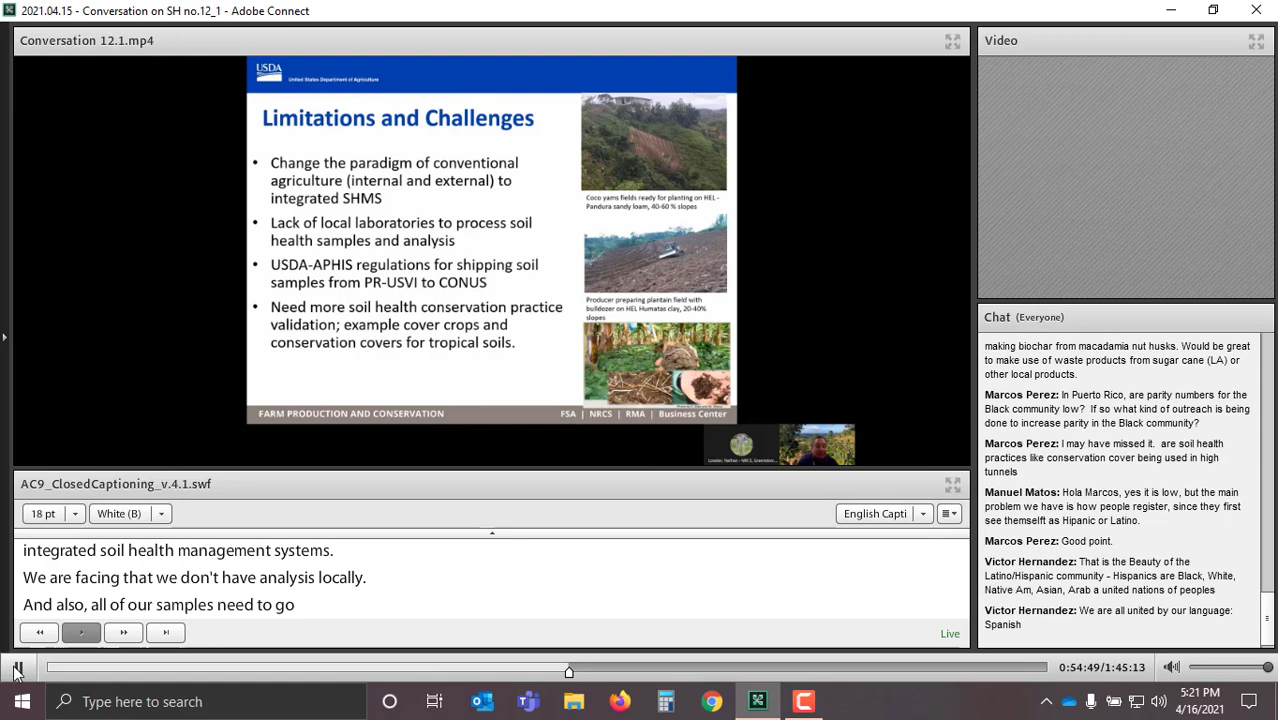 2021.04.15 - Conversation on SH no.12_1 - Adobe Connect
Conversation 12.1.mp4
USDA
United States Department of Agriculture
Limitations and Challenges
• Change the paradigm of conventional
agriculture (internal and external) to
integrated SHMS
• Lack of local laboratories to process soil
health samples and analysis
• USDA-APHIS regulations for shipping soil
samples from PR-USVI to CONUS
• Need more soil health conservation practice
validation; example cover crops and
conservation covers for tropical soils.
Coco yams fields ready for planting on HEL -
Pandura sandy loam, 40-60 % slopes
Producer preparing plantain field with
bulldozer on HEL Humatas clay, 20-40%
slopes
FARM PRODUCTION AND CONSERVATION
FSA | NRCS | RMA | Business Center
AC9_ClosedCaptioning_v.4.1.swf
18 pt
White (B)
English Capti
integrated soil health management systems.
We are facing that we don't have analysis locally.
And also, all of our samples need to go
Live
Video
Chat (Everyone)
making biochar from macadamia nut husks. Would be great
to make use of waste products from sugar cane (LA) or
other local products.
Marcos Perez: In Puerto Rico, are parity numbers for the
Black community low? If so what kind of outreach is being
done to increase parity in the Black community?
Marcos Perez: I may have missed it. are soil health
practices like conservation cover being used in high
tunnels
Manuel Matos: Hola Marcos, yes it is low, but the main
problem we have is how people register, since they first
see themselft as Hipanic or Latino.
Marcos Perez: Good point.
Victor Hernandez: That is the Beauty of the
Latino/Hispanic community - Hispanics are Black, White,
Native Am, Asian, Arab a united nations of peoples
Victor Hernandez: We are all united by our language:
Spanish
0:54:49/1:45:13
Type here to search
5:21 PM
4/16/2021